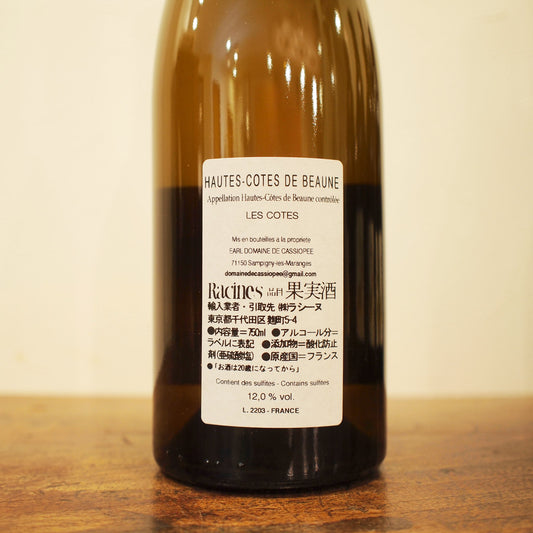 HAUTES-COTES DE BEAUNE
Appellation Hautes-Côtes de Beaune contrôlée
LES COTES
Mis en bouteilles a la propriete
EARL DOMAINE DE CASSIOPEE
71150 Sampigny-les-Maranges
domainedecassiopee@gmail.com
Racines 品目 果実酒
輸入業者・引取先 ㈱ラシーヌ
東京都千代田区麹町5-4
●内容量=750ml ●アルコール分=
ラベルに表記 ●添加物=酸化防止
剤(亜硫酸塩) ●原産国=フランス
●「お酒は20歳になってから」
Contient des sulfites - Contains sulfites
12,0 % vol.
L. 2203 - FRANCE